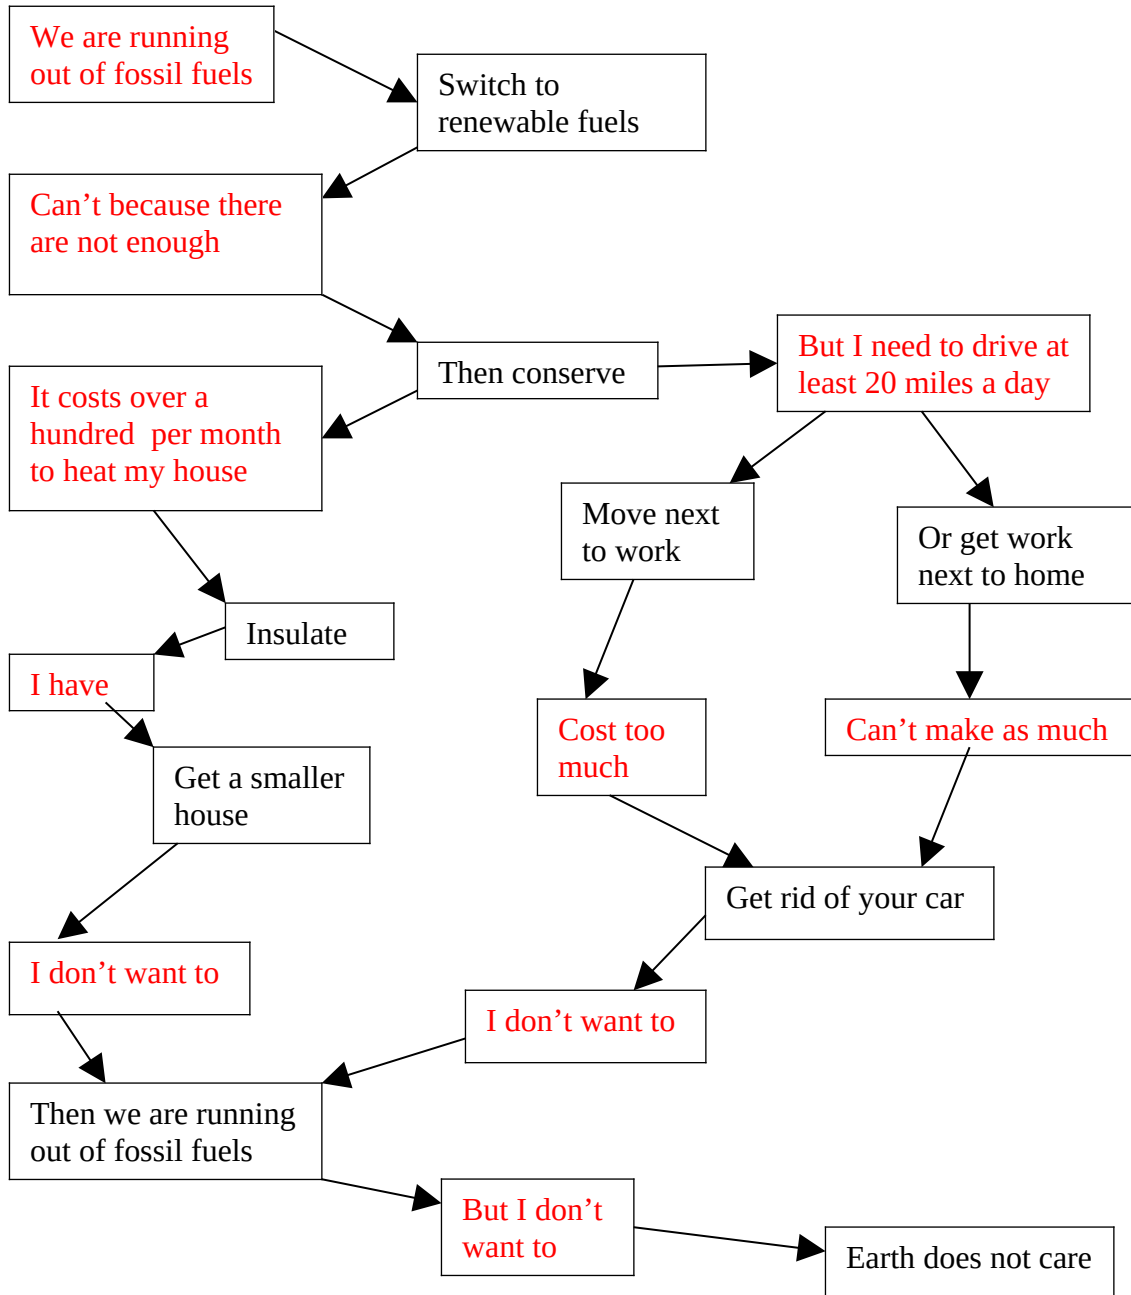 We are running
out of fossil fuels
Switch to
renewable fuels
Can’t because there
are not enough
Then conserve
But I need to drive at
least 20 miles a day
It costs over a
hundred  per month
to heat my house
Move next
to work
Or get work
next to home
Insulate
I have
Cost too
much
Can’t make as much
Get a smaller
house
Get rid of your car
I don’t want to
I don’t want to
Then we are running
out of fossil fuels
But I don’t
want to
Earth does not care